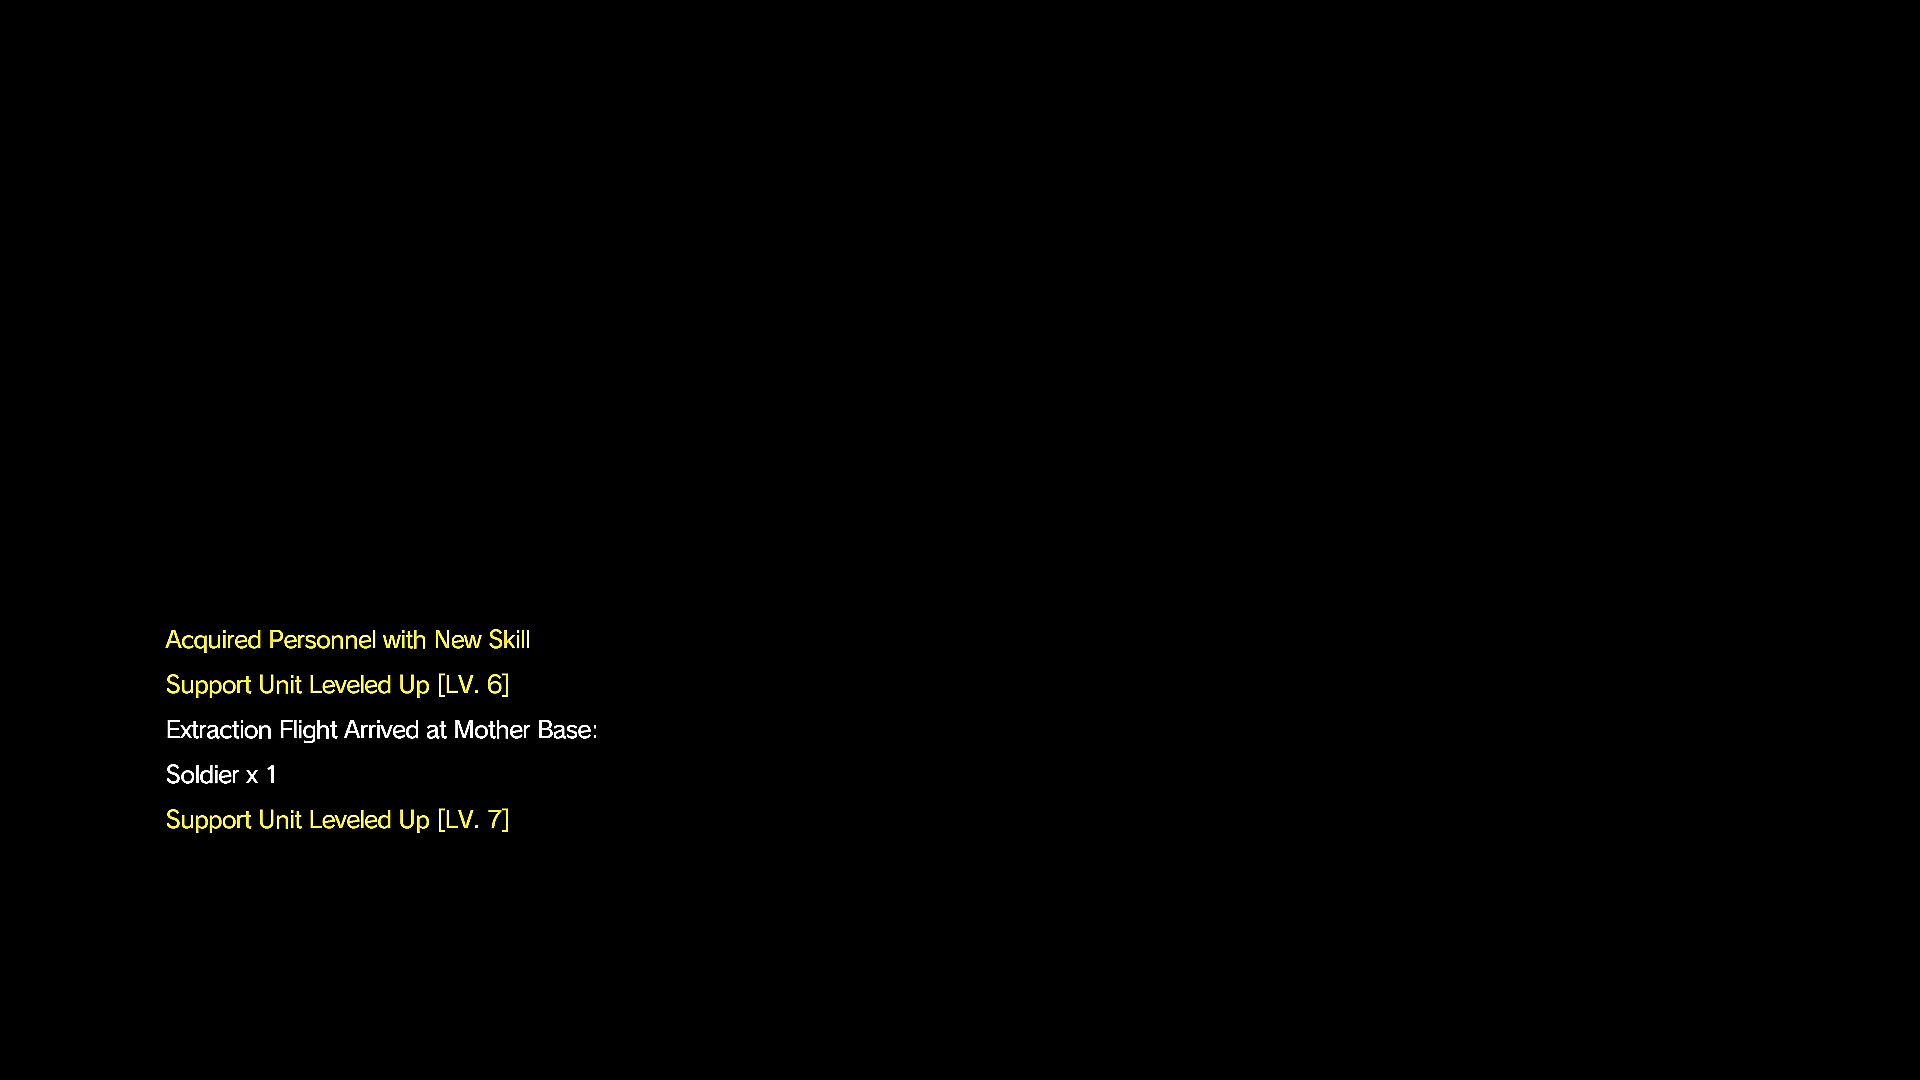 Acquired Personnel with New Skill
Support Unit Leveled Up [LV. 6]
Extraction Flight Arrived at Mother Base:
Soldier x 1
Support Unit Leveled Up [LV. 7]